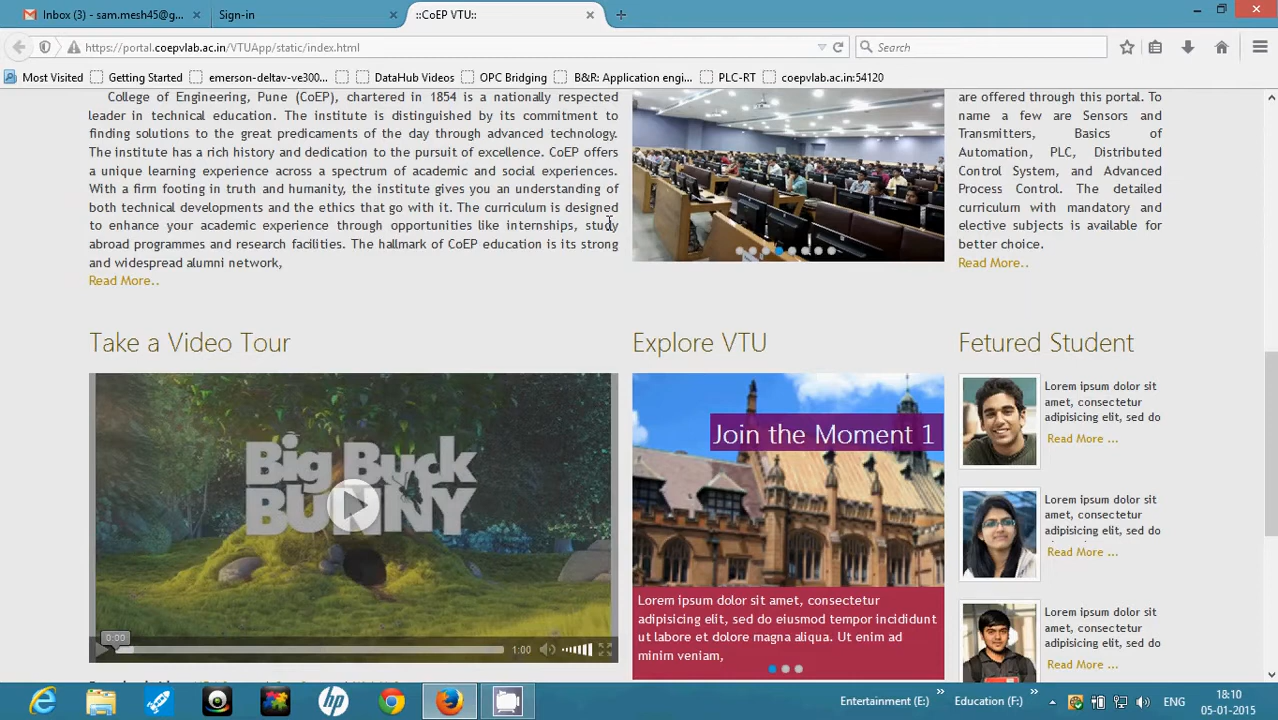 Inbox (3) - sam.mesh45@g...
Sign-in
::CoEP VTU::
https://portal.coepvlab.ac.in/VTUApp/static/index.html
Search
Most Visited
Getting Started
emerson-deltav-ve300...
DataHub Videos
OPC Bridging
B&R: Application engi...
PLC-RT
coepvlab.ac.in:54120
College of Engineering, Pune (CoEP), chartered in 1854 is a nationally respected
leader in technical education. The institute is distinguished by its commitment to
finding solutions to the great predicaments of the day through advanced technology.
The institute has a rich history and dedication to the pursuit of excellence. CoEP offers
a unique learning experience across a spectrum of academic and social experiences.
With a firm footing in truth and humanity, the institute gives you an understanding of
both technical developments and the ethics that go with it. The curriculum is designed
to enhance your academic experience through opportunities like internships, study
abroad programmes and research facilities. The hallmark of CoEP education is its strong
and widespread alumni network,
Read More..
are offered through this portal. To
name a few are Sensors and
Transmitters, Basics of
Automation, PLC, Distributed
Control System, and Advanced
Process Control. The detailed
curriculum with mandatory and
elective subjects is available for
better choice.
Read More..
Take a Video Tour
Big Buck
BUNNY
0:00
1:00
Explore VTU
Join the Moment 1
Lorem ipsum dolor sit amet, consectetur
adipisicing elit, sed do eiusmod tempor incididunt
ut labore et dolore magna aliqua. Ut enim ad
minim veniam,
Fetured Student
Lorem ipsum dolor sit
amet, consectetur
adipisicing elit, sed do
Read More ...
Lorem ipsum dolor sit
amet, consectetur
adipisicing elit, sed do
Read More ...
Lorem ipsum dolor sit
amet, consectetur
adipisicing elit, sed do
Read More ...
Entertainment (E:)
Education (F:)
ENG
18:10
05-01-2015